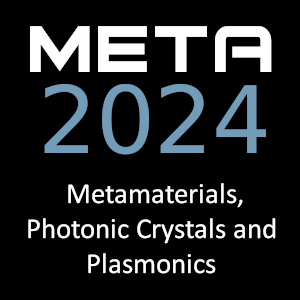 META
2024
Metamaterials,
Photonic Crystals and
Plasmonics